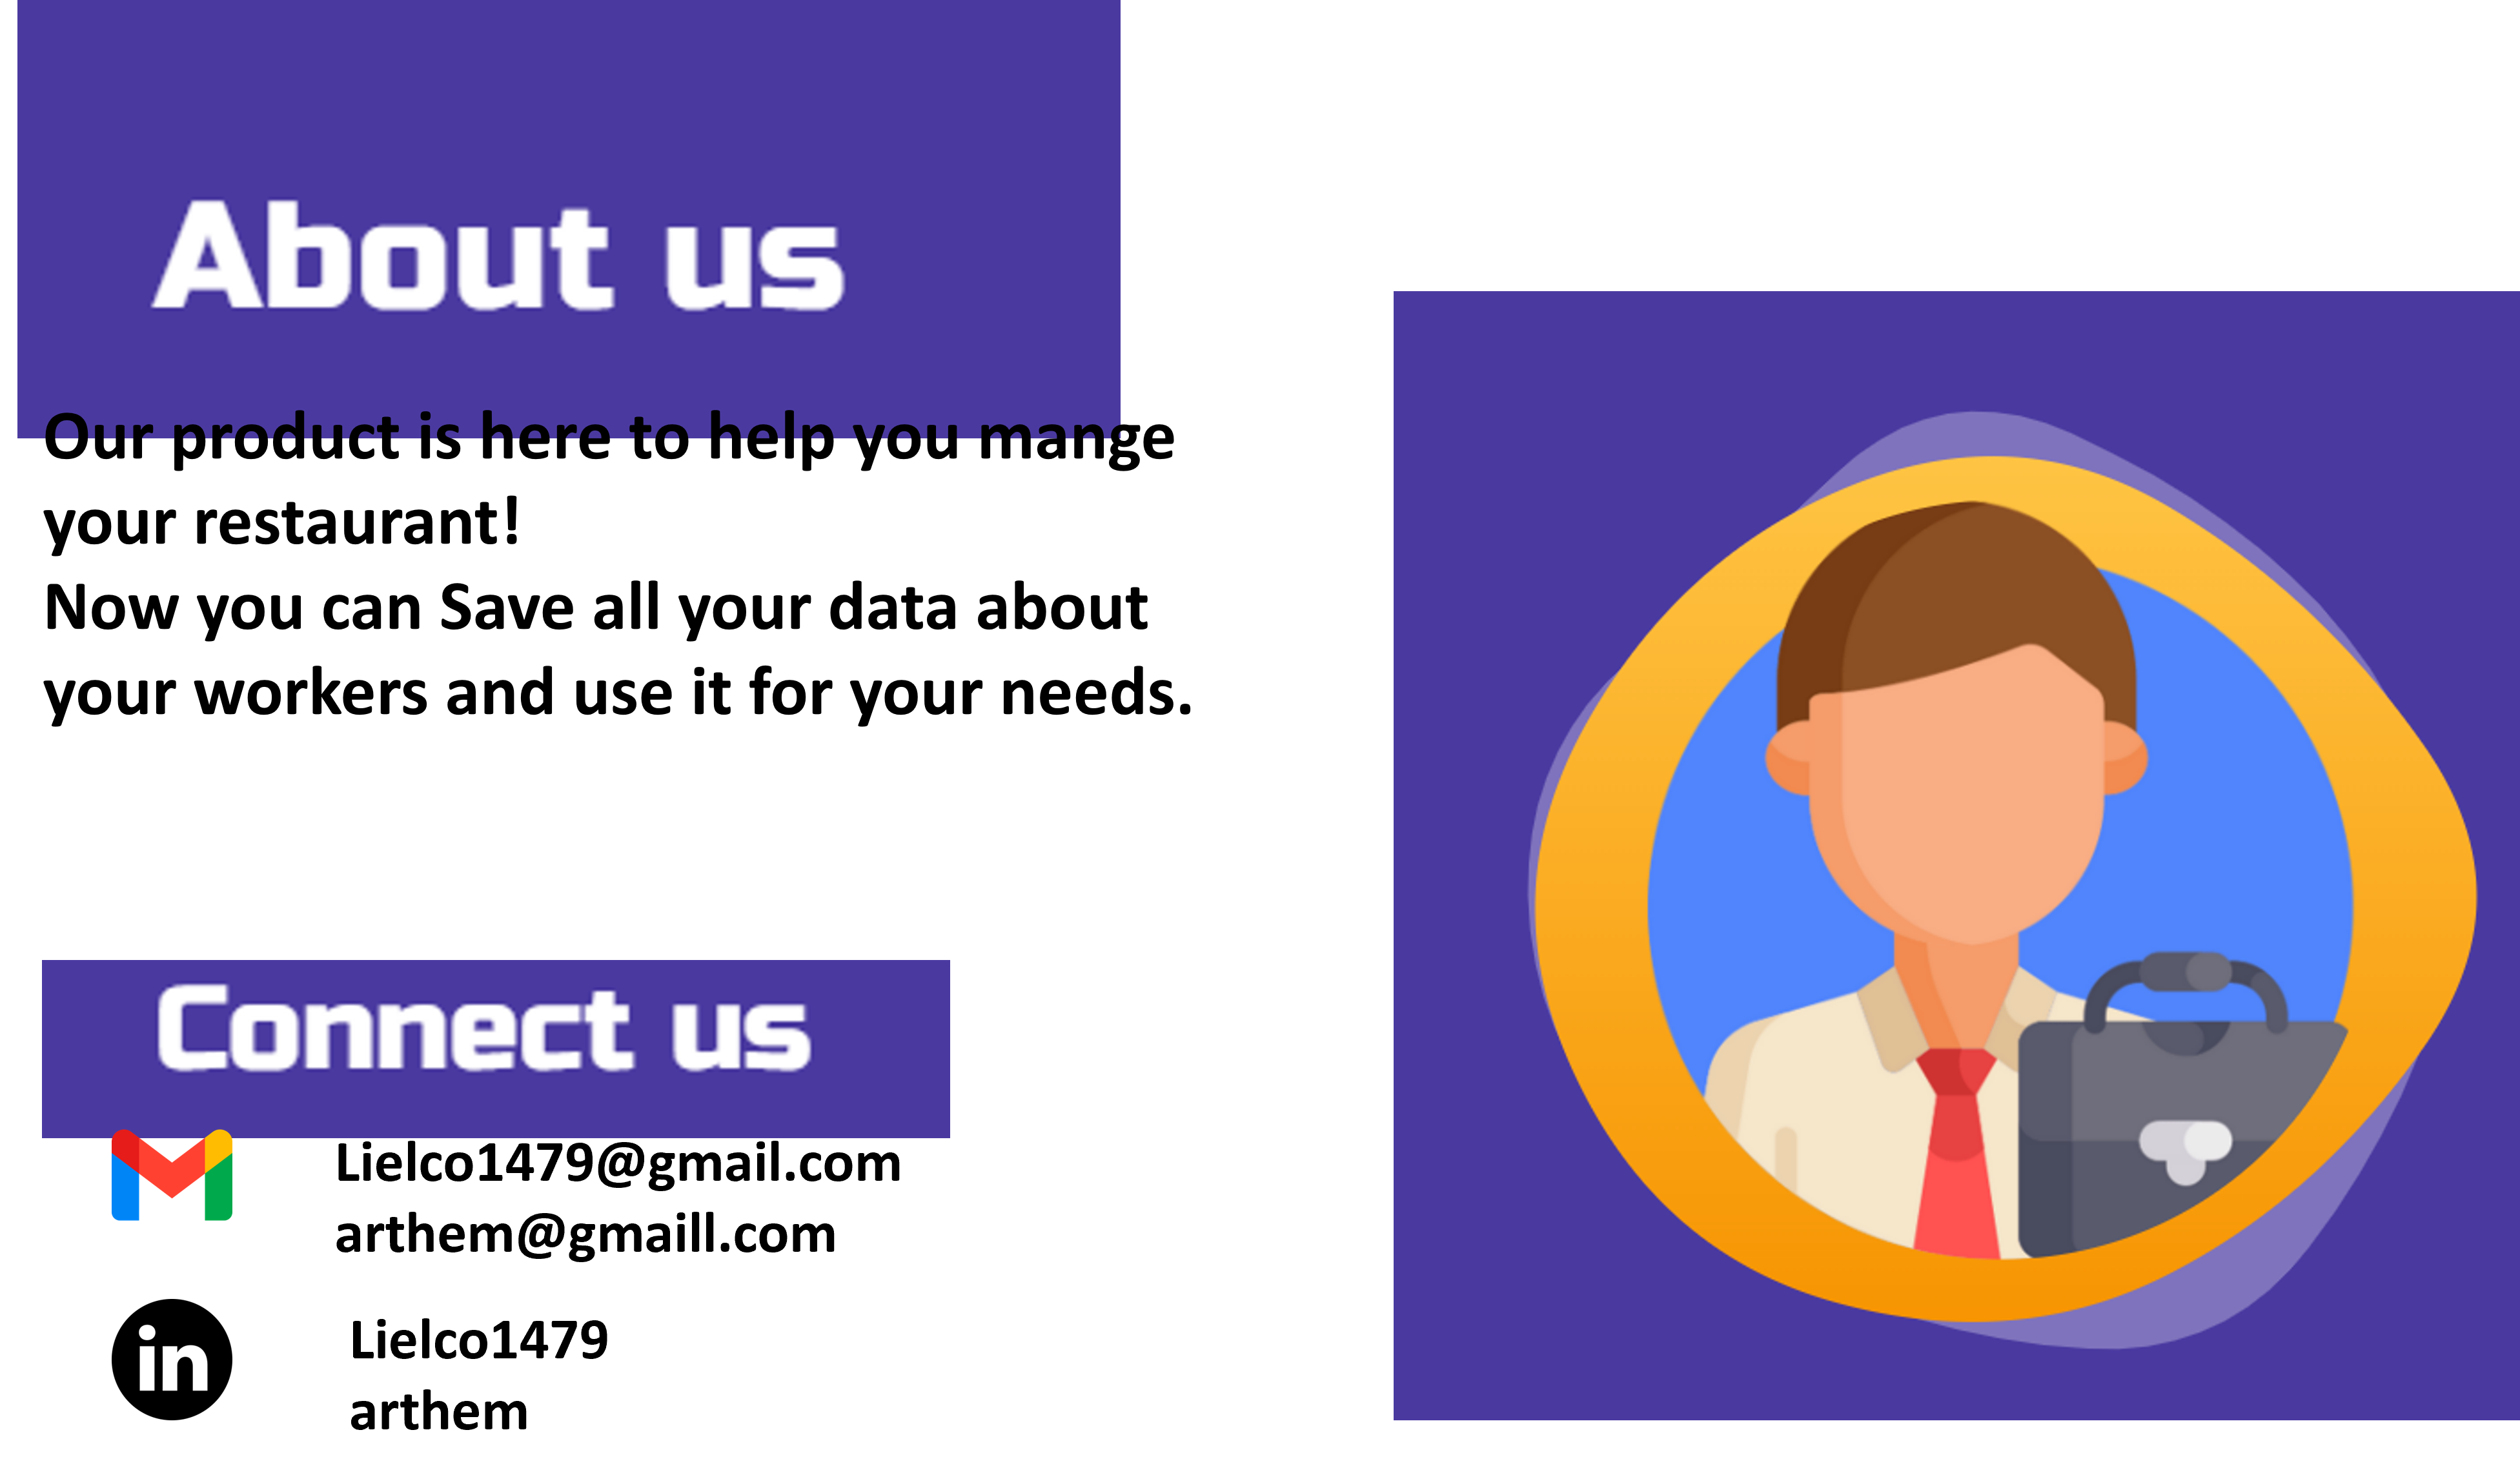 About us
Our product is here to help you mange
your restaurant!
Now you can Save all your data about
your workers and use it for your needs.
Connect us
Lielco1479@gmail.com
arthem@gmaill.com
in
Lielco1479
arthem